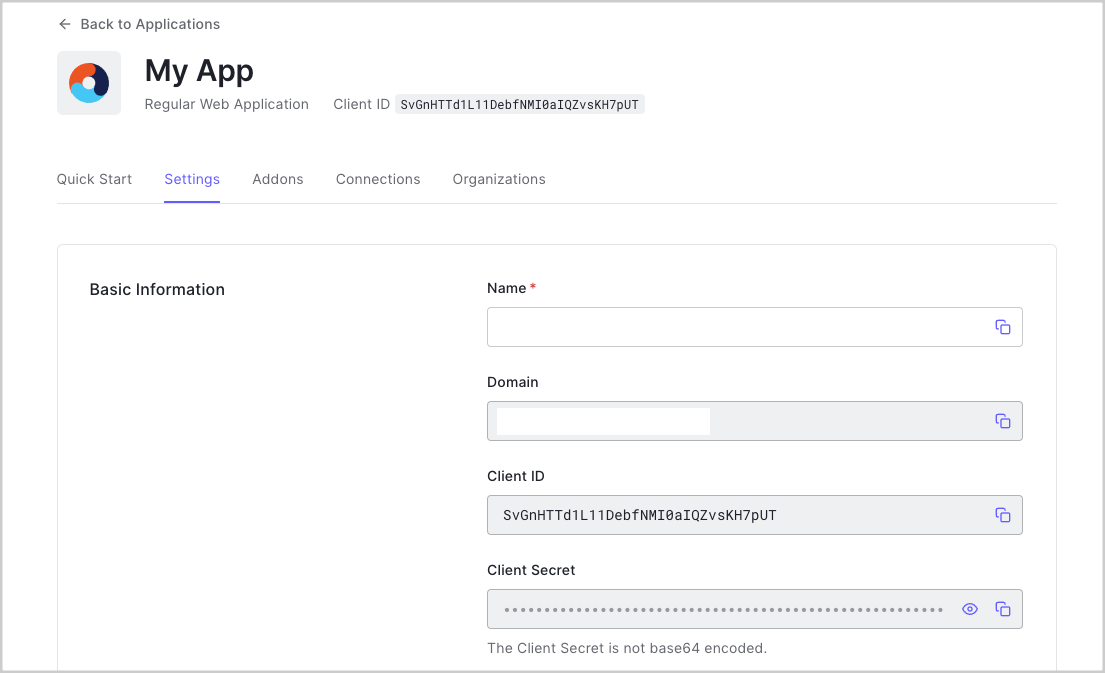 Back to Applications
My App
Regular Web Application Client ID SvGnHTTd1L11DebfNMI0aIQZvsKH7pUT
Quick Start Settings Addons Connections Organizations
Basic Information
Name *
Domain
Client ID
SvGnHTTd1L11DebfNMI0aIQZvsKH7pUT
Client Secret
The Client Secret is not base64 encoded.